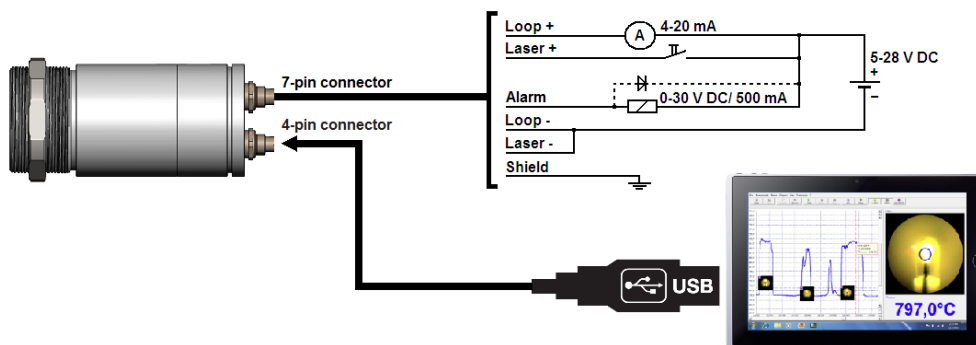 Loop + 4-20 mA
A
Laser +
5-28 V DC
+
7-pin connector
Alarm 0-30 V DC/ 500 mA
−
4-pin connector
Loop -
Laser -
Shield
USB
797,0°C